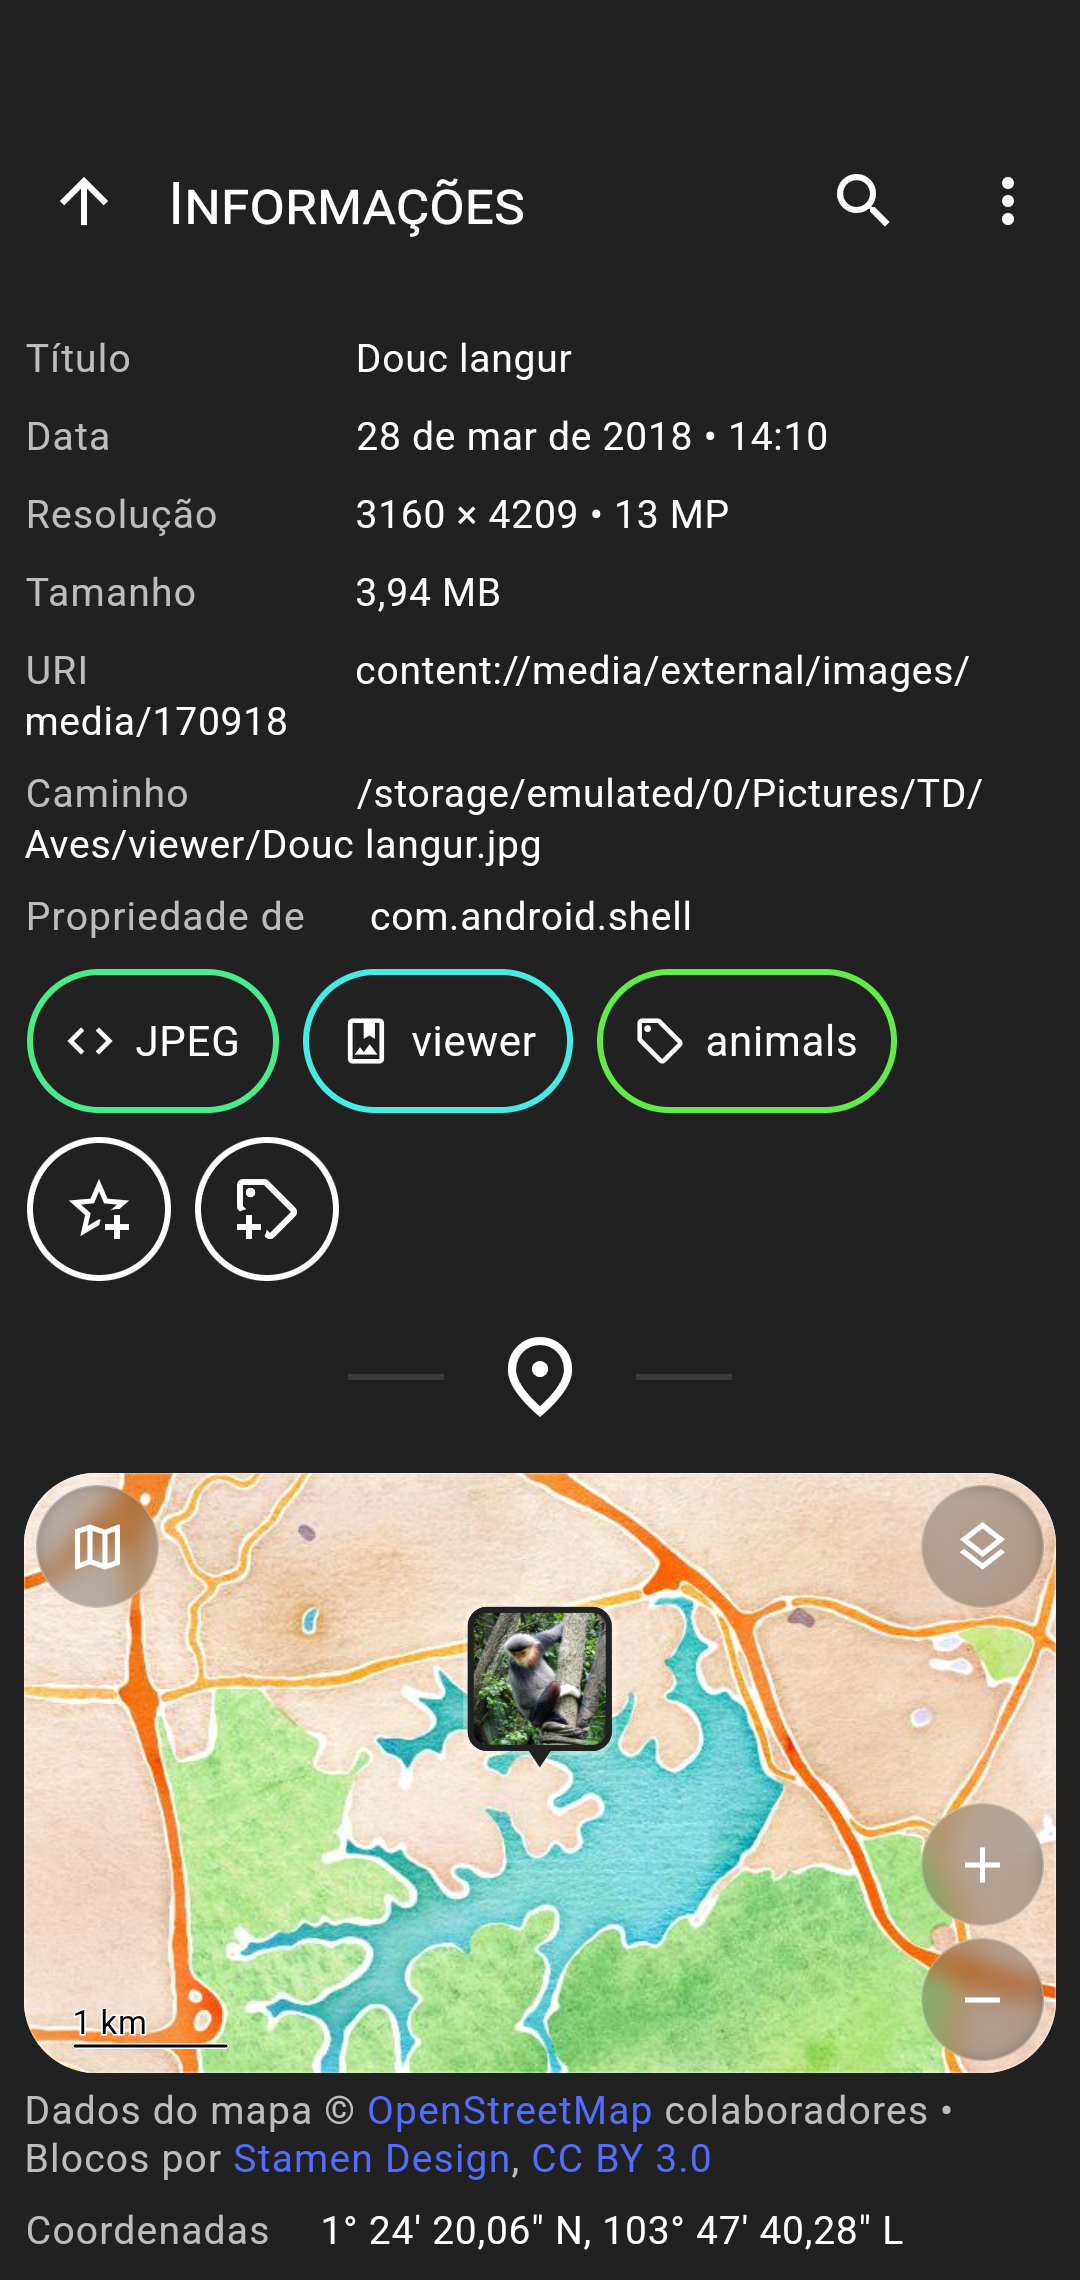 INFORMAÇÕES
Título Douc langur
Data 28 de mar de 2018 • 14:10
Resolução 3160 × 4209 • 13 MP
Tamanho 3,94 MB
URI content://media/external/images/
media/170918
Caminho /storage/emulated/0/Pictures/TD/
Aves/viewer/Douc langur.jpg
Propriedade de com.android.shell
JPEG viewer animals
1 km
Dados do mapa © OpenStreetMap colaboradores •
Blocos por Stamen Design, CC BY 3.0
Coordenadas 1° 24' 20,06" N, 103° 47' 40,28" L